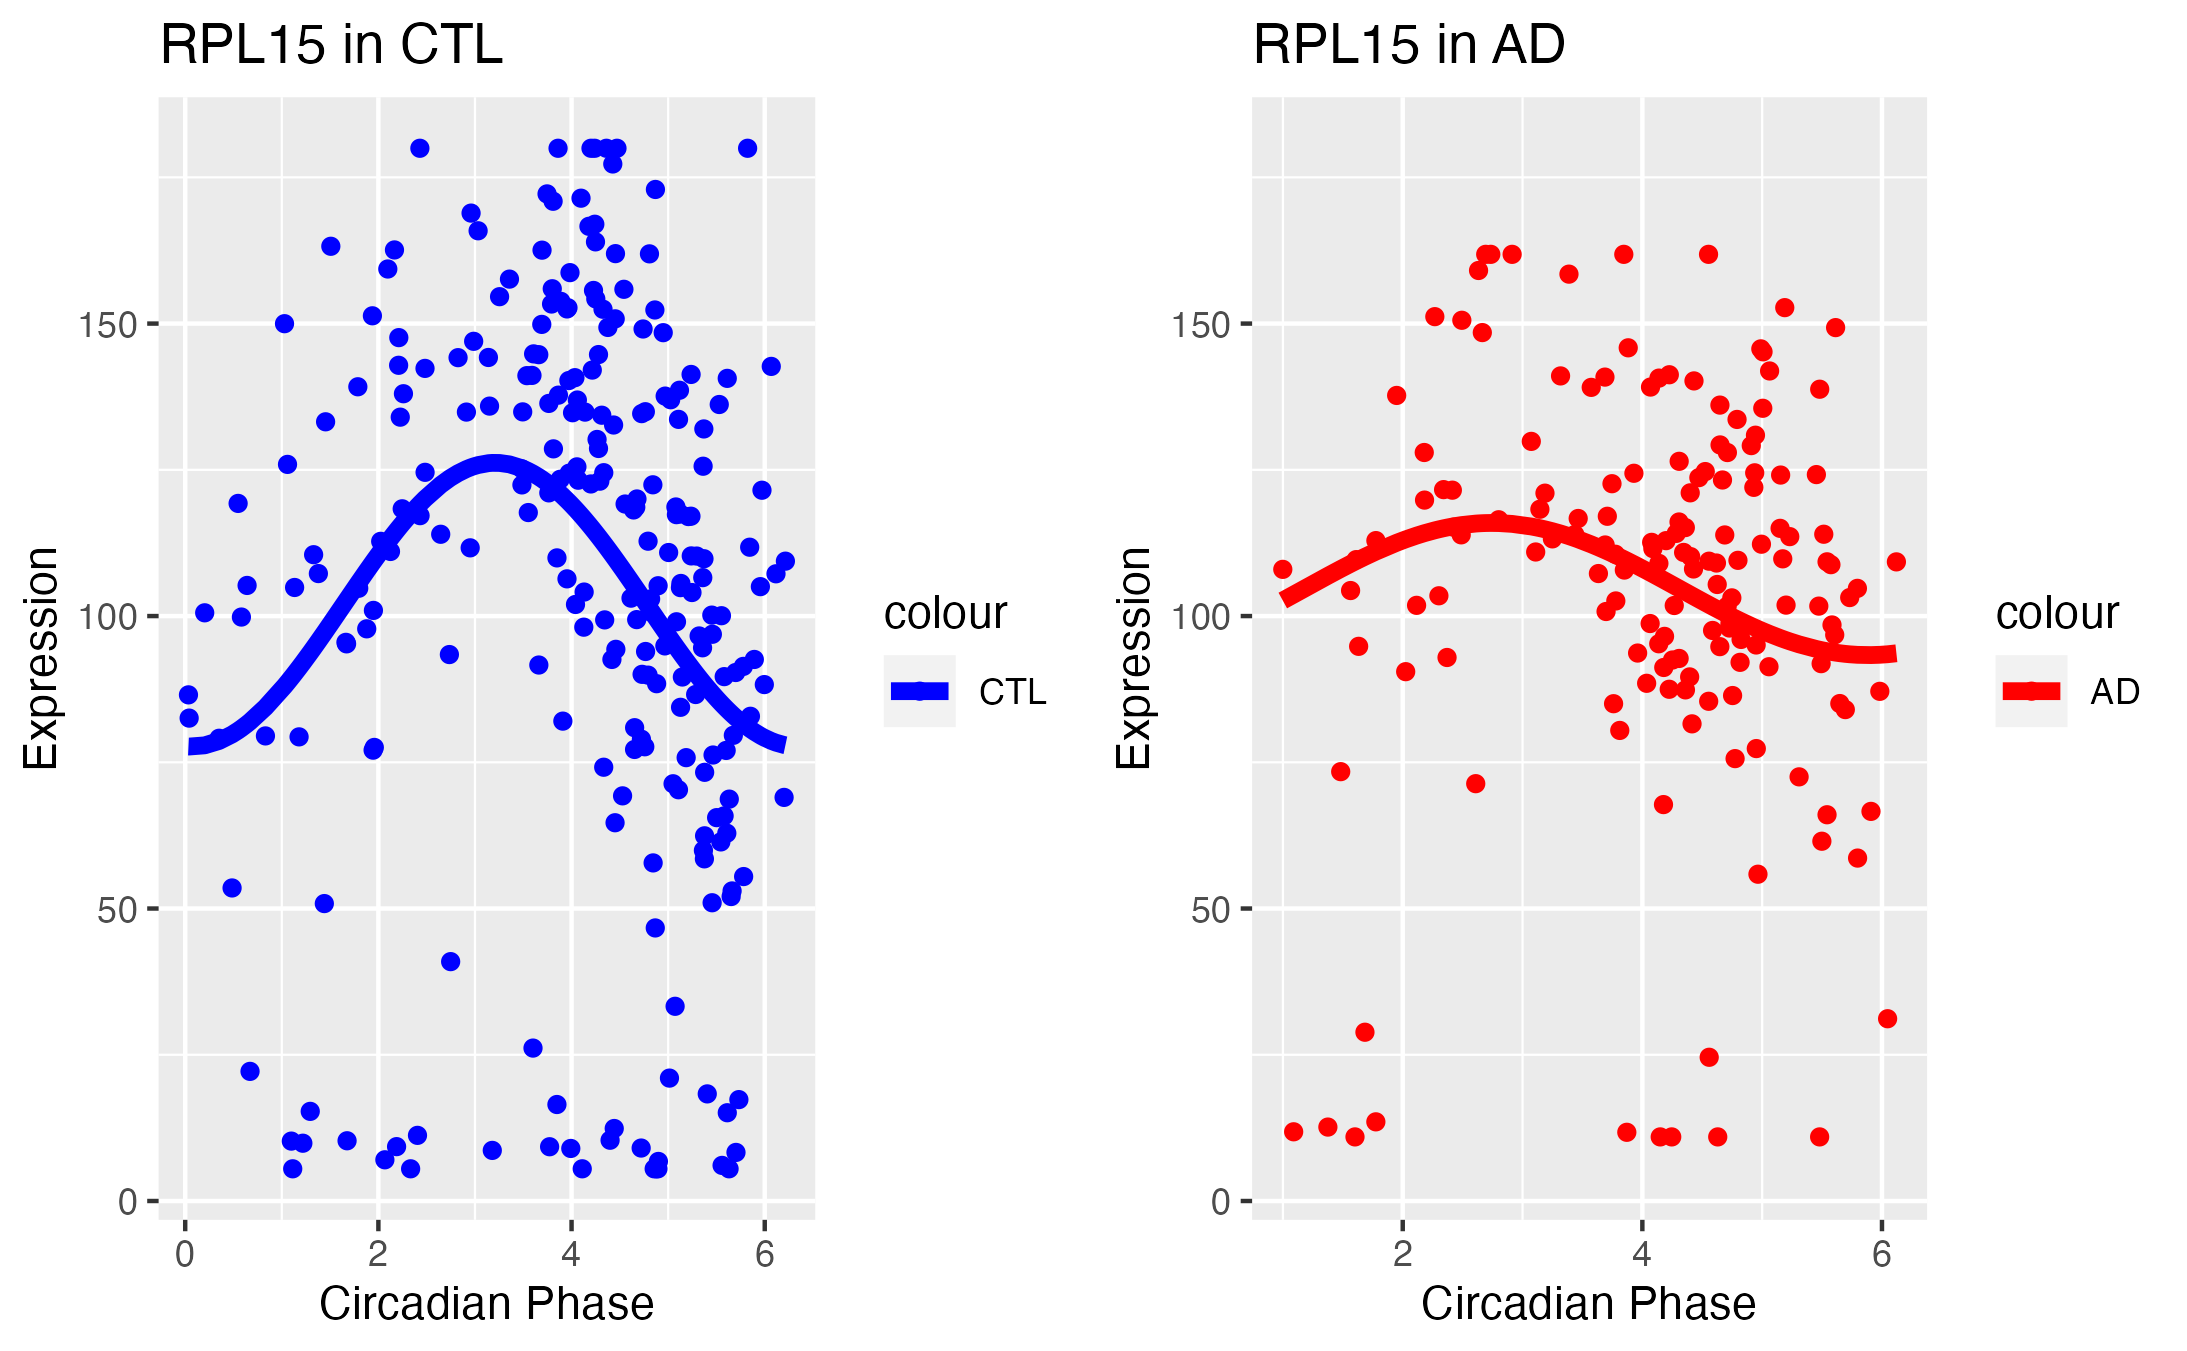 RPL15 in CTL
150
100
50
0
0 2 4 6
Expression
Circadian Phase
colour
CTL
RPL15 in AD
150
100
50
0
2 4 6
Expression
Circadian Phase
colour
AD